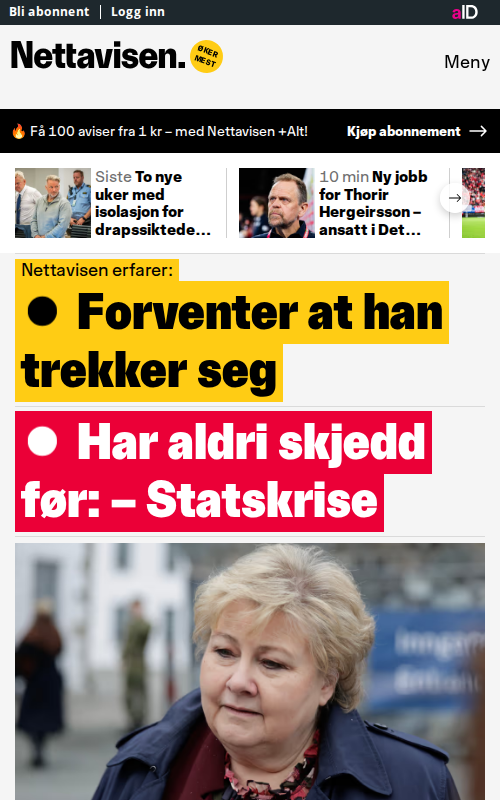 Bli abonnent Logg inn
aID
Nettavisen.
ØKER
MEST
Meny
🔥 Få 100 aviser fra 1 kr – med Nettavisen +Alt!
Kjøp abonnement →
Siste To nye
uker med
isolasjon for
drapssiktede...
10 min Ny jobb
for Thorir
Hergeirsson –
ansatt i Det...
Nettavisen erfarer:
Forventer at han
trekker seg
Har aldri skjedd
før: – Statskrise